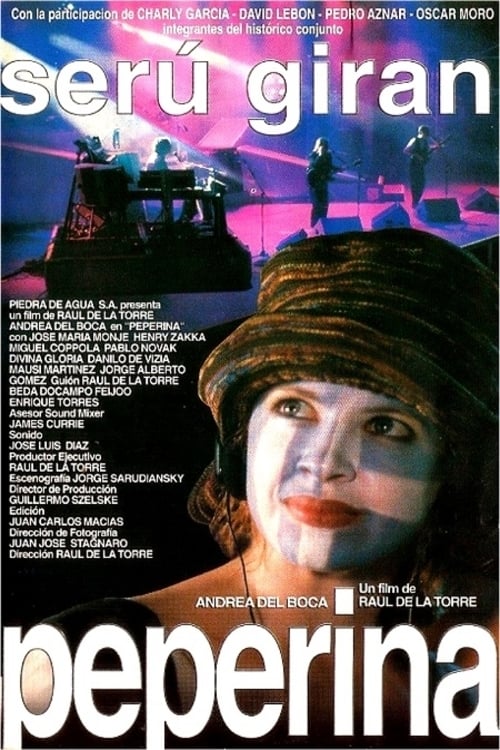 Con la participacion de CHARLY GARCIA - DAVID LEBON - PEDRO AZNAR - OSCAR MORO
integrantes del histórico conjunto
serú giran
PIEDRA DE AGUA S.A. presenta
un film de RAUL DE LA TORRE
ANDREA DEL BOCA en "PEPERINA"
con JOSE MARIA MONJE HENRY ZAKKA
MIGUEL COPPOLA PABLO NOVAK
DIVINA GLORIA DANILO DE VIZIA
MAUSI MARTINEZ JORGE ALBERTO
GOMEZ Guión RAUL DE LA TORRE
BEDA DOCAMPO FEIJOO
ENRIQUE TORRES
Asesor Sound Mixer
JAMES CURRIE
Sonido
JOSE LUIS DIAZ
Productor Ejecutivo
RAUL DE LA TORRE
Escenografía JORGE SARUDIANSKY
Director de Producción
GUILLERMO SZELSKE
Edición
JUAN CARLOS MACIAS
Dirección de Fotografía
JUAN JOSE STAGNARO
Dirección RAUL DE LA TORRE
ANDREA DEL BOCA
Un film de
RAUL DE LA TORRE
peperina